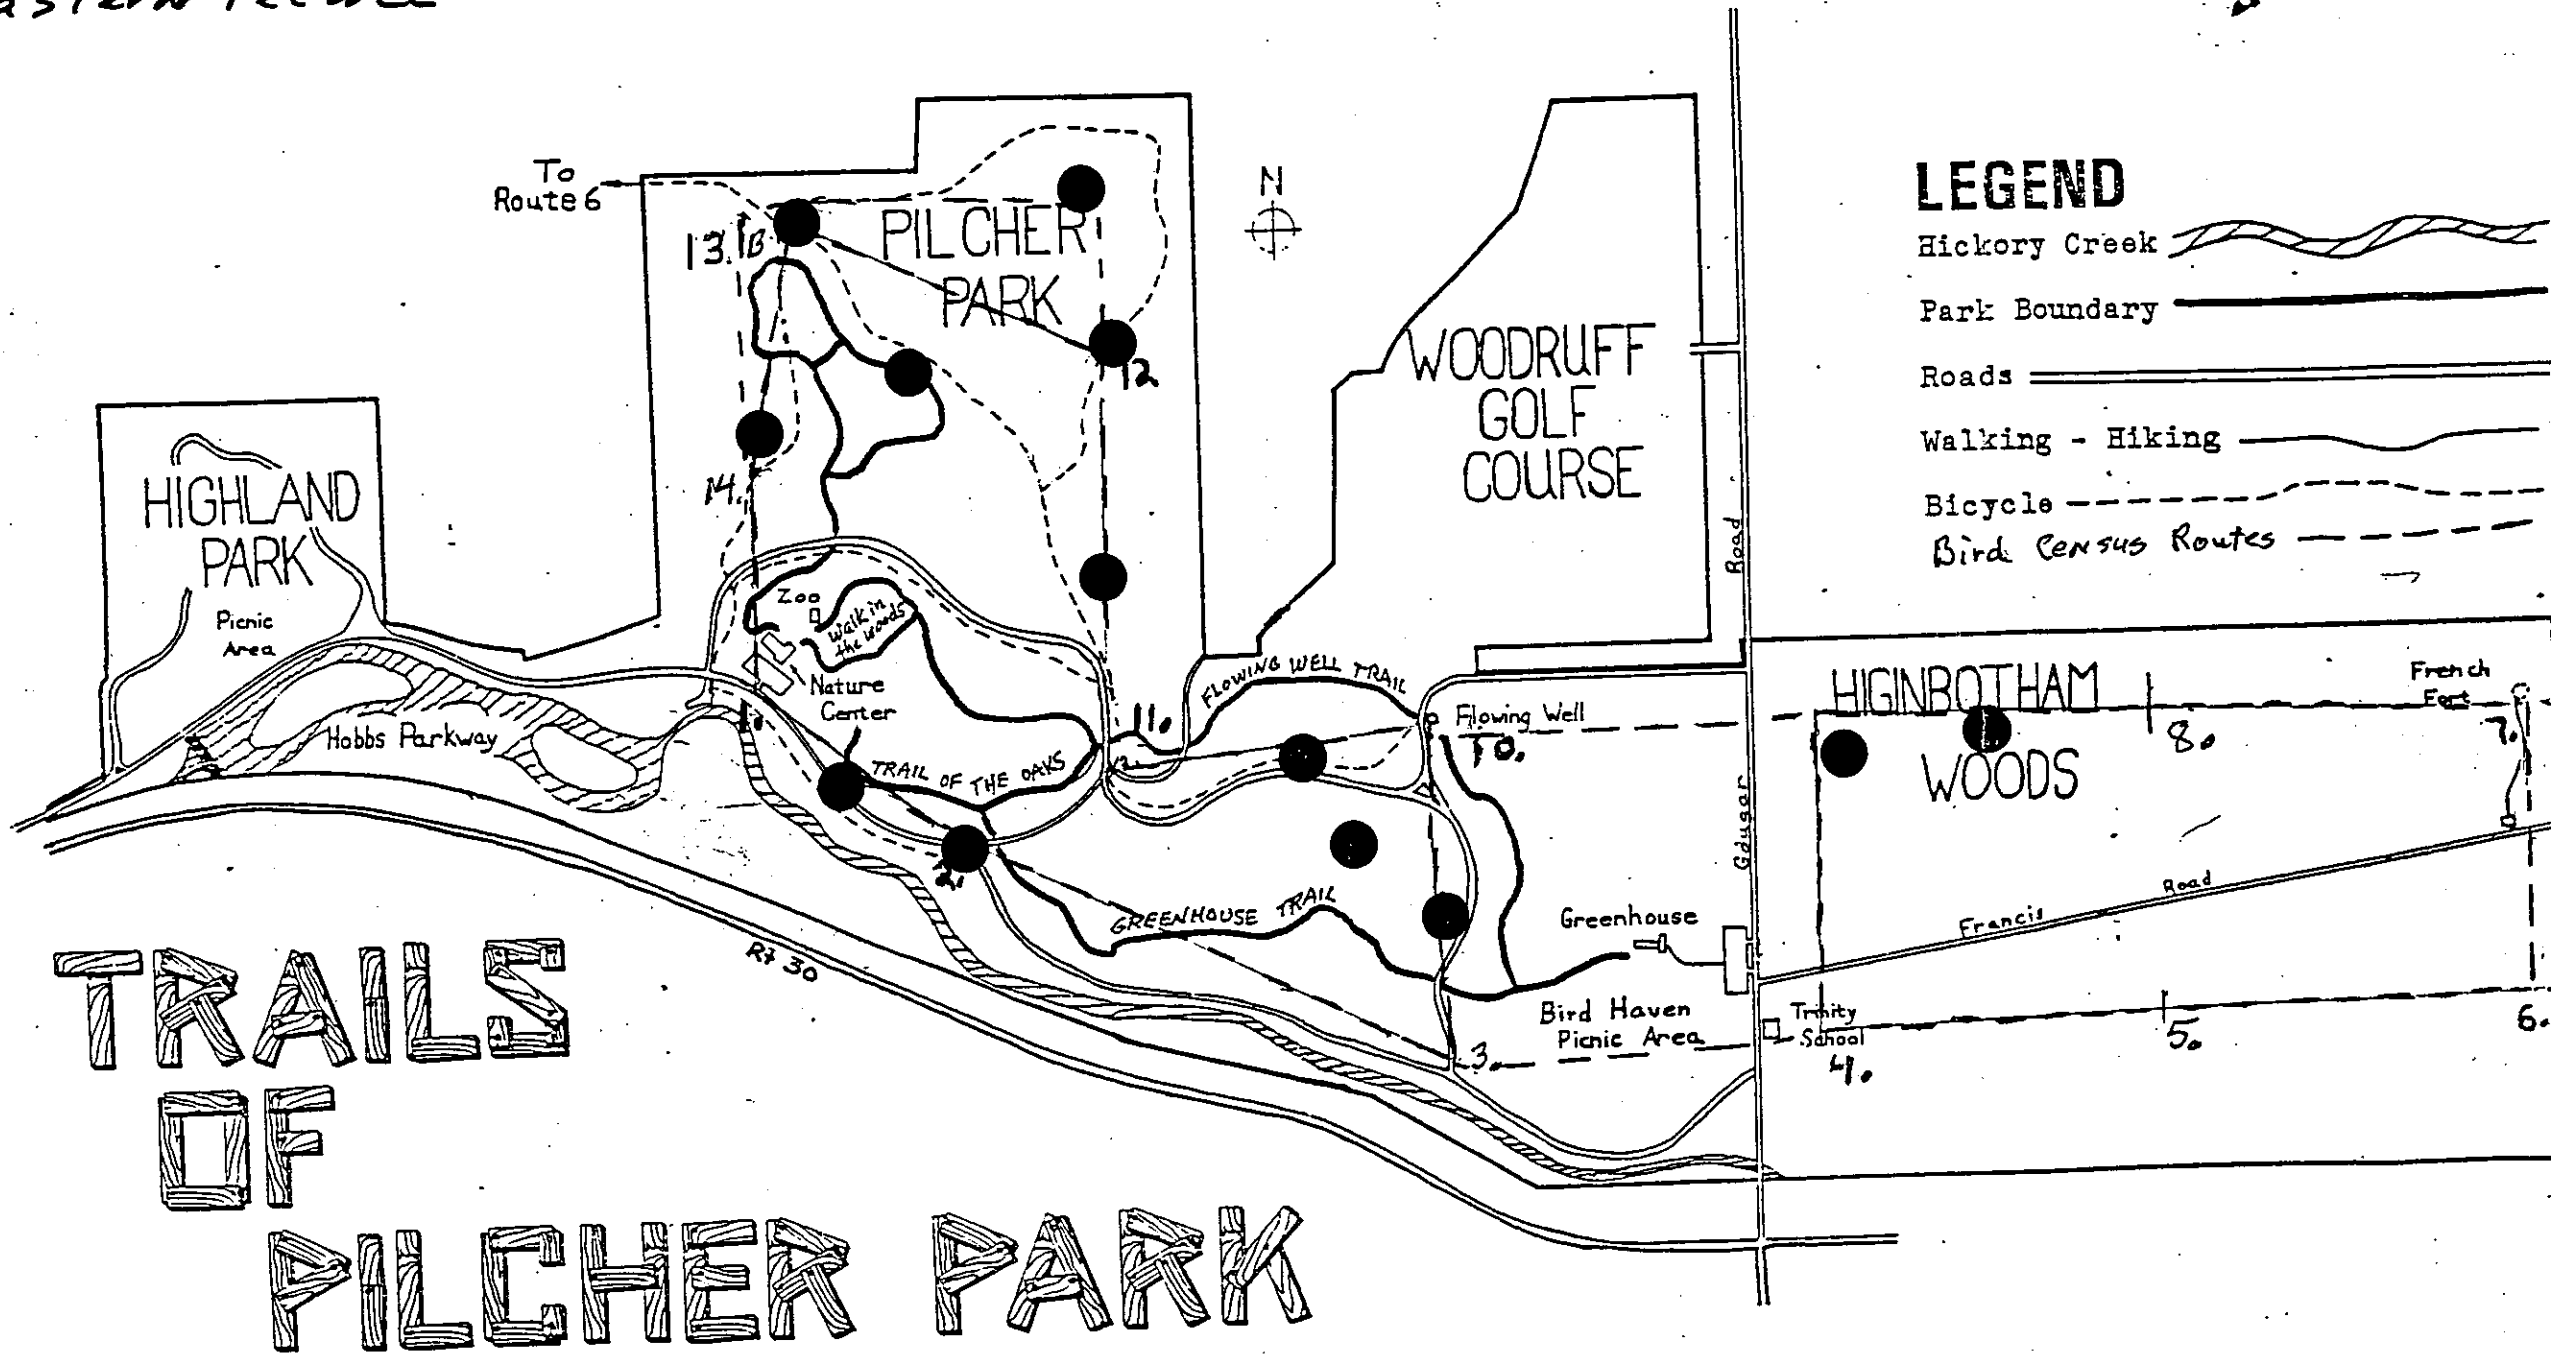 To
Route 6
N
PILCHER
PARK
13.
B
12
14.
WOODRUFF
GOLF
COURSE
LEGEND
Hickory Creek
Park Boundary
Roads
Walking - Hiking
Bicycle
Bird Census Routes
HIGHLAND
PARK
Picnic
Area
Zoo
Walk in
the woods
Nature
Center
Hobbs Parkway
1.
TRAIL OF THE OAKS
2.
11.
FLOWING WELL TRAIL
Flowing Well
10.
GREENHOUSE TRAIL
Greenhouse
Bird Haven
Picnic Area
3.
Road
Gougar
HIGINBOTHAM
WOODS
8.
French
Fort
7.
Francis Road
Trinity
School
4.
5.
6.
Rt 30
TRAILS
OF
PILCHER PARK